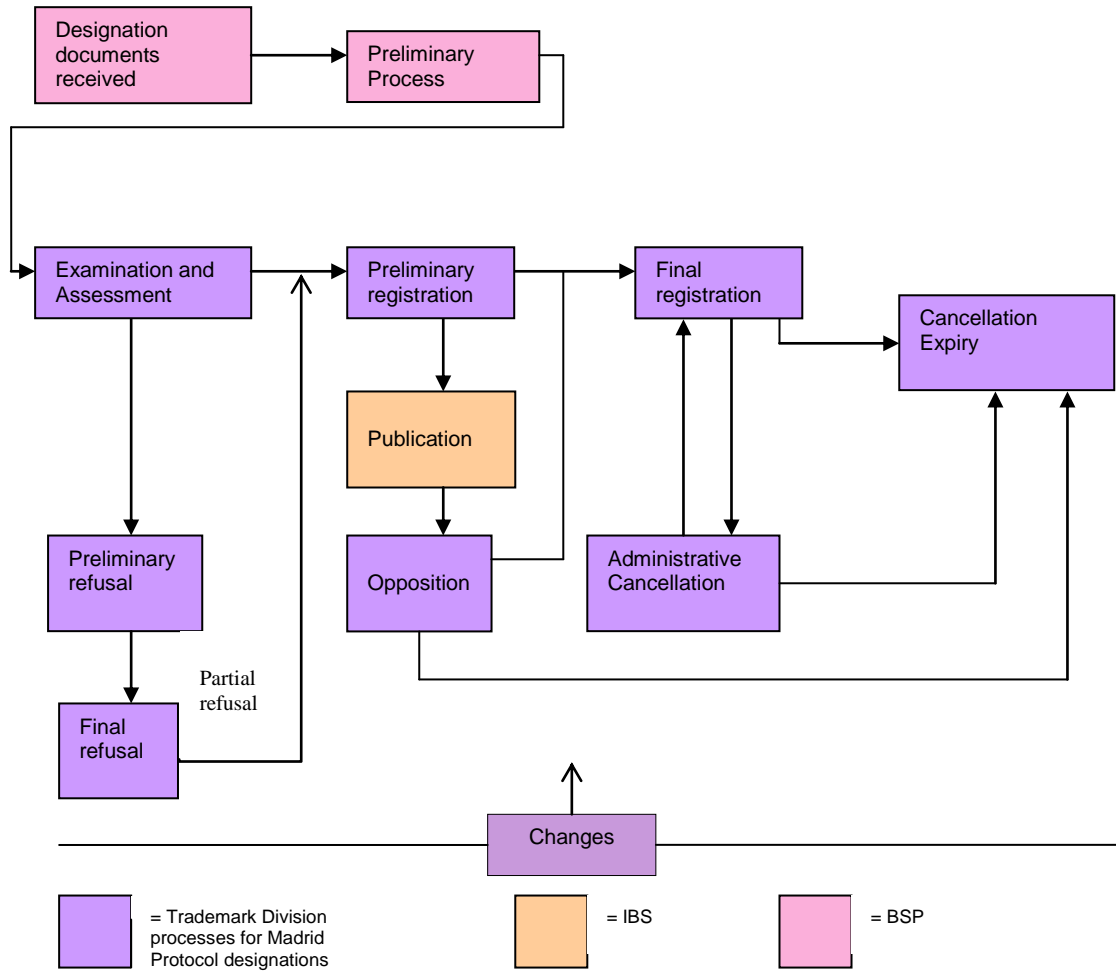 Designation
documents
received
Preliminary
Process
Examination and
Assessment
Preliminary
registration
Final
registration
Cancellation
Expiry
Publication
Preliminary
refusal
Opposition
Administrative
Cancellation
Partial
refusal
Final
refusal
Changes
= Trademark Division
processes for Madrid
Protocol designations
= IBS
= BSP